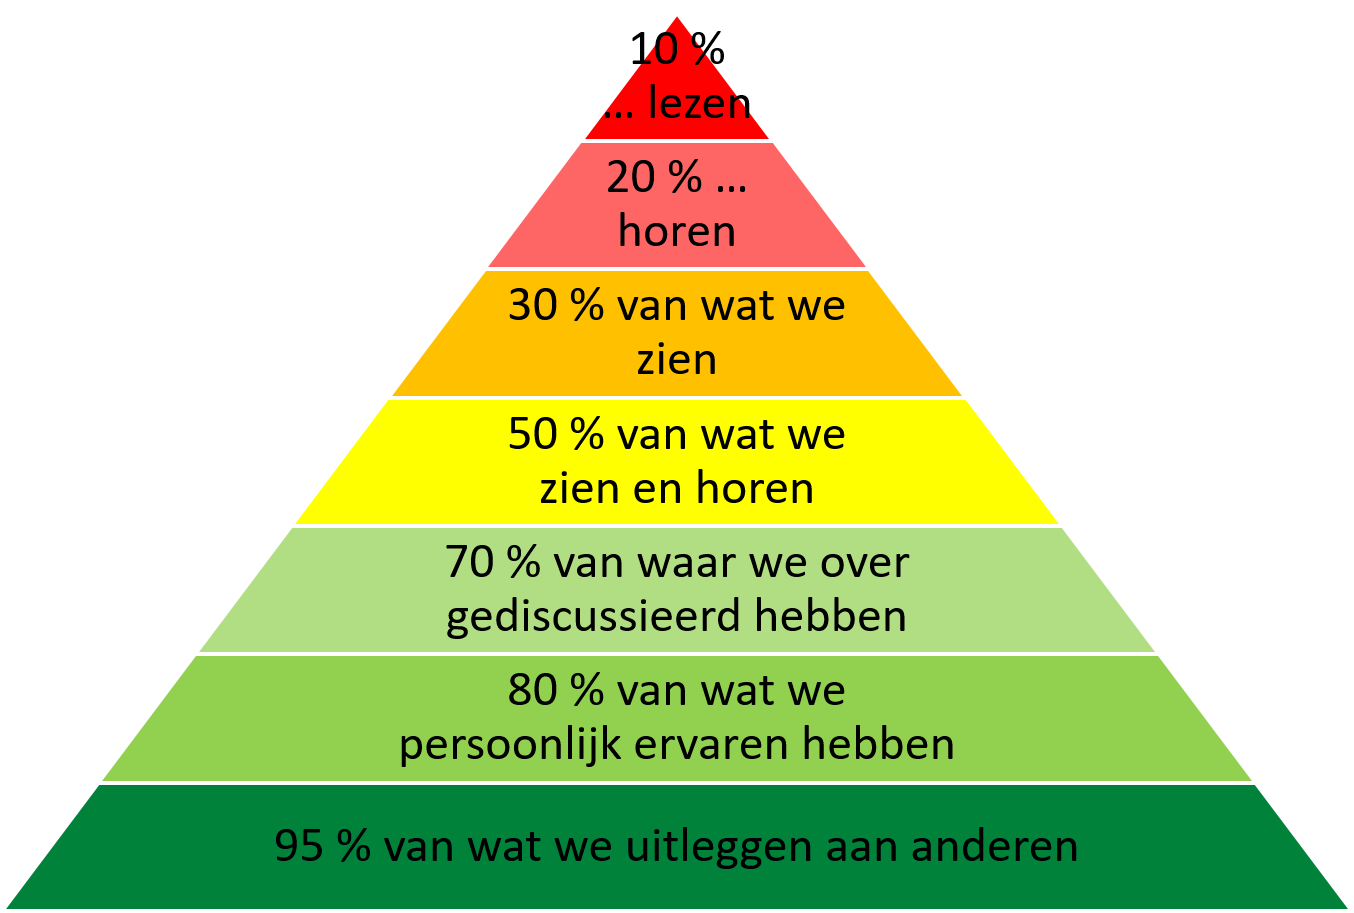 10 %
... lezen
20 % ...
horen
30 % van wat we
zien
50 % van wat we
zien en horen
70 % van waar we over
gediscussieerd hebben
80 % van wat we
persoonlijk ervaren hebben
95 % van wat we uitleggen aan anderen